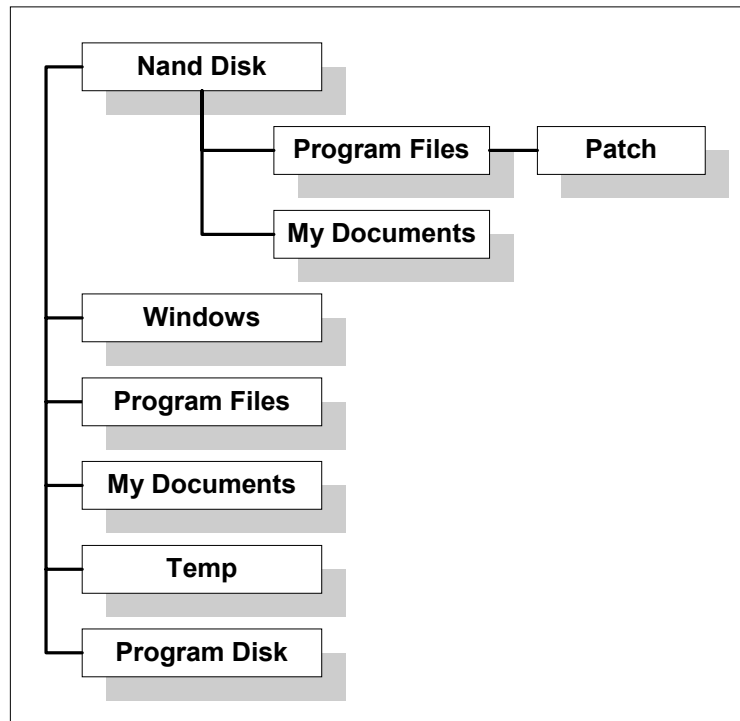 Nand Disk
Program Files
Patch
My Documents
Windows
Program Files
My Documents
Temp
Program Disk